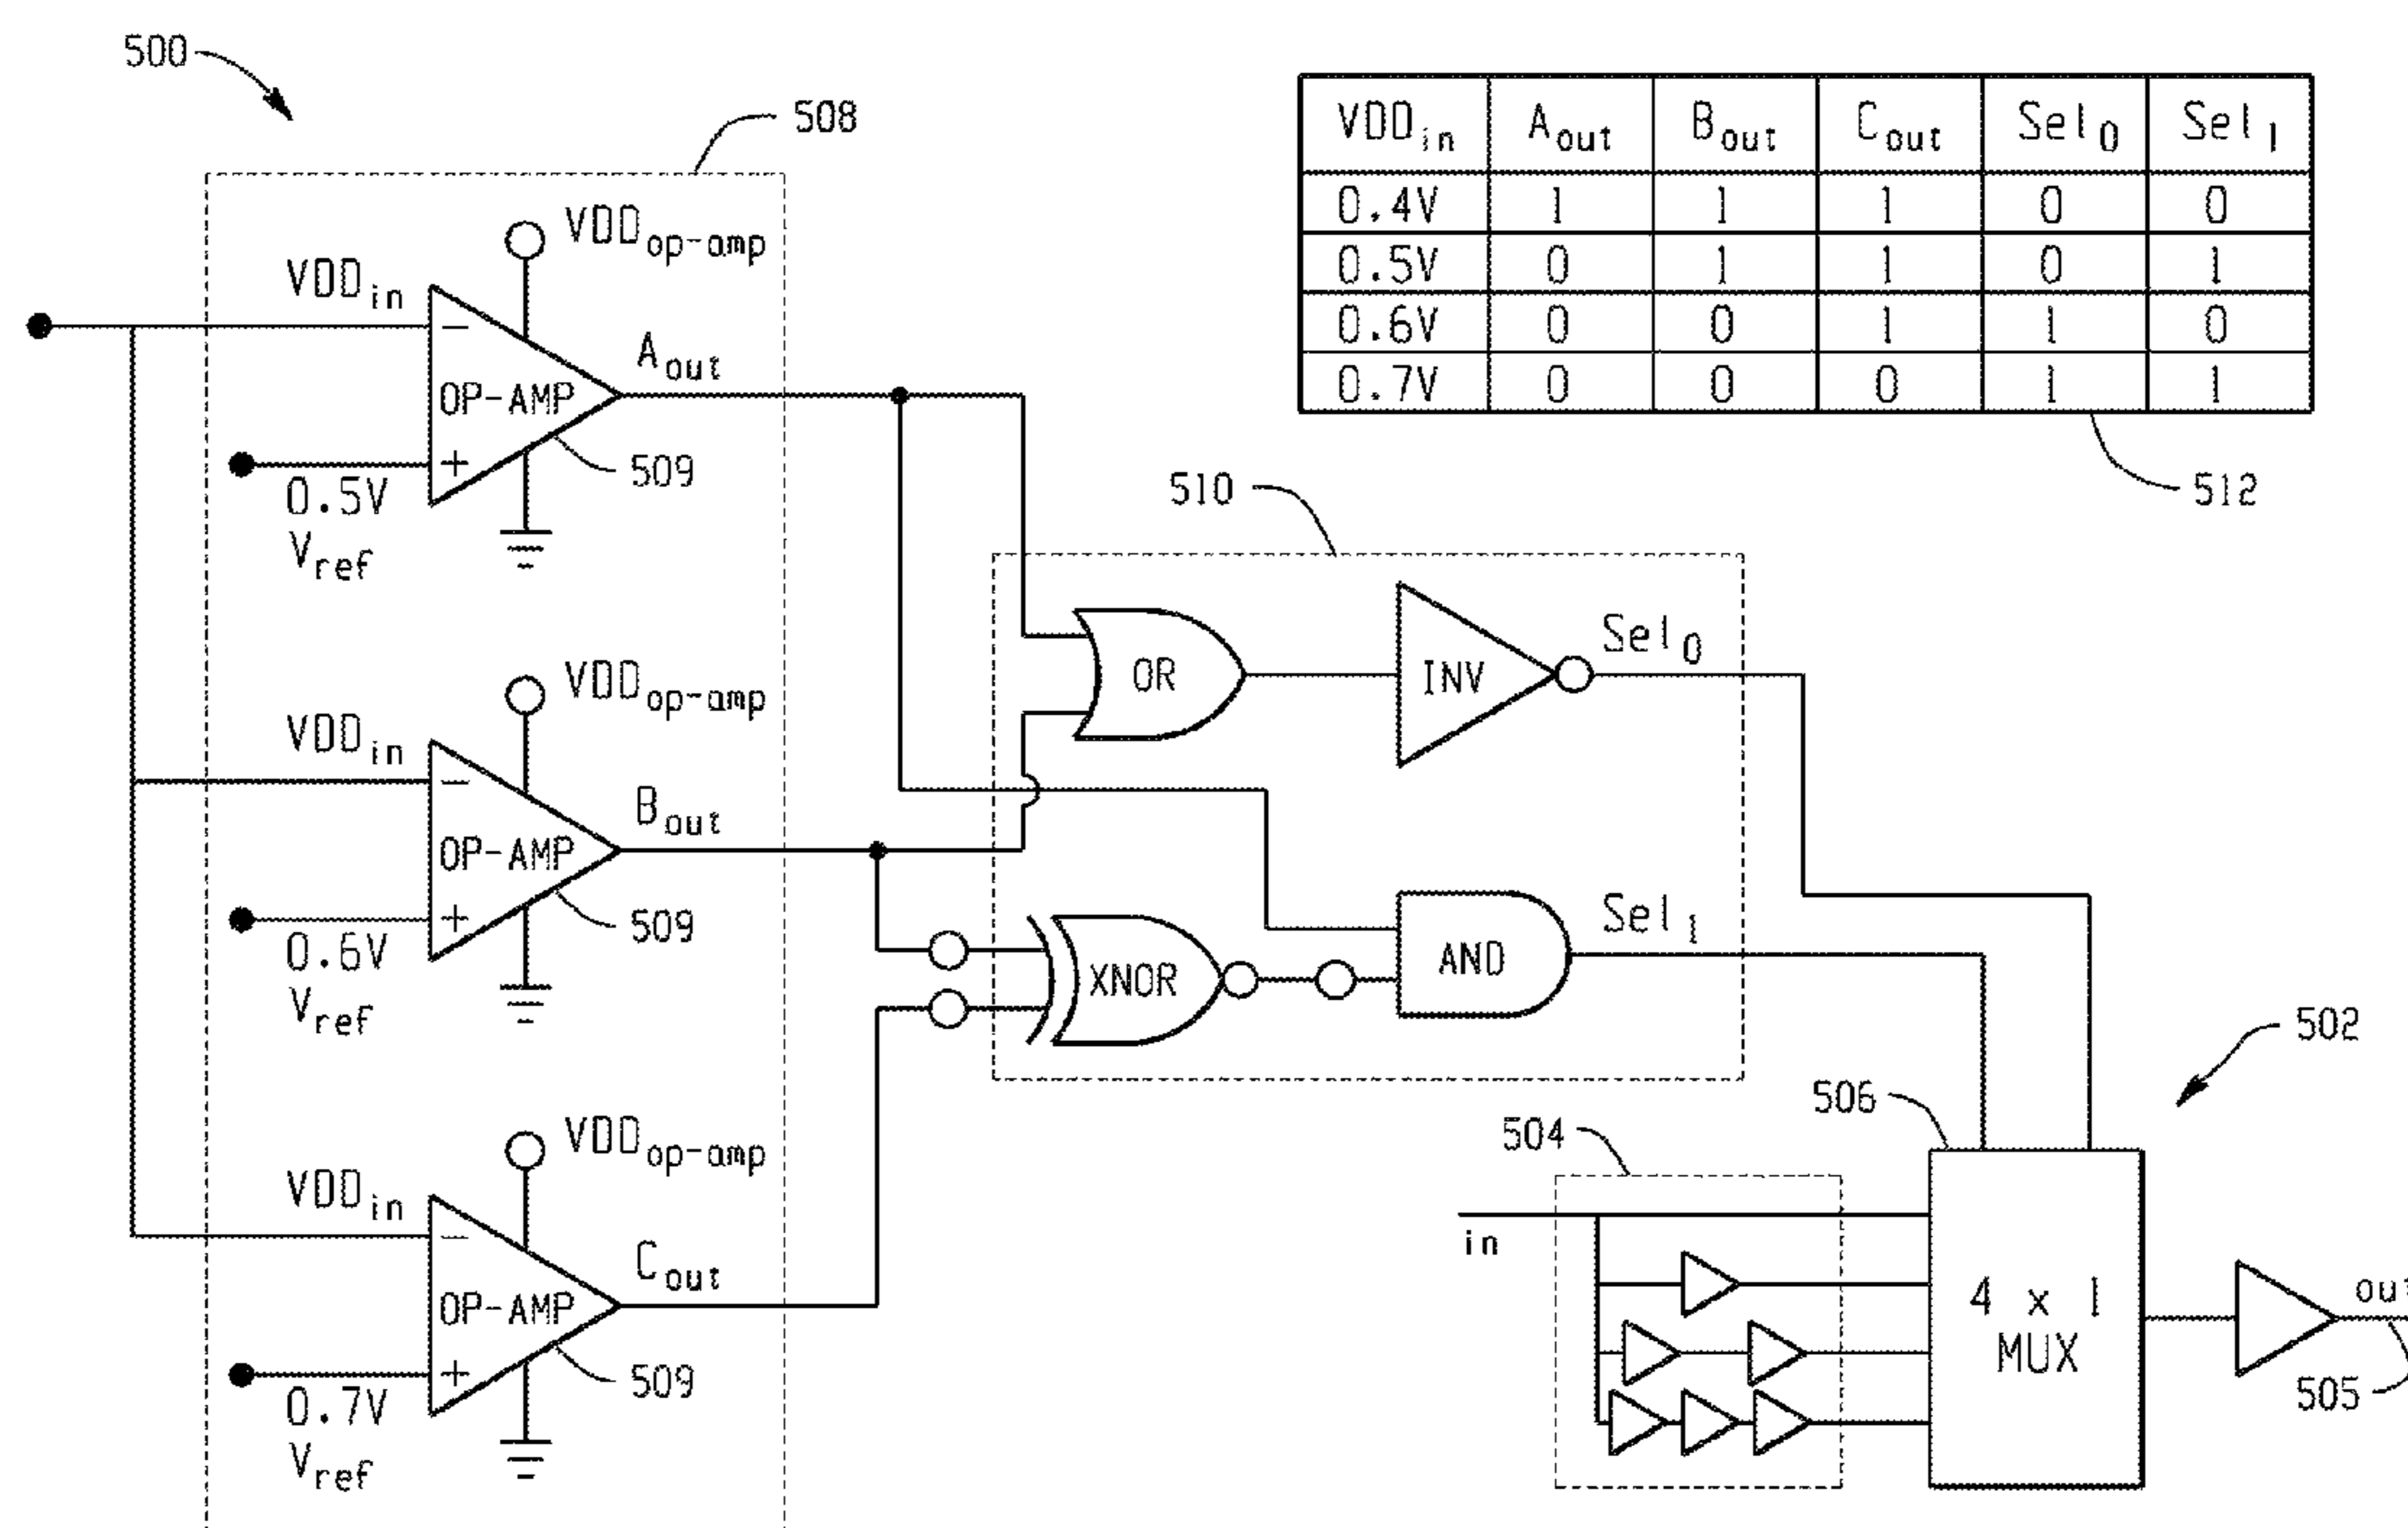 500
508
VDDin Aout Bout Cout Sel0 Sel1
0.4V 1 1 1 0 0
0.5V 0 1 1 0 1
0.6V 0 0 1 1 0
0.7V 0 0 0 1 1
512
VDDop-amp
VDDin
−
OP-AMP
+
Aout
509
0.5V
Vref
510
OR
INV
Sel0
VDDop-amp
VDDin
−
OP-AMP
+
Bout
509
0.6V
Vref
XNOR
AND
Sel1
502
506
504
VDDop-amp
VDDin
−
OP-AMP
+
Cout
509
0.7V
Vref
in
4 x 1
MUX
505